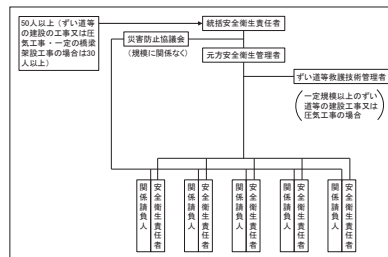 50人以上(ずい道等
の建設の工事又は圧
気工事・一定の橋梁
架設工事の場合は30
人以上)
統括安全衛生責任者
災害防止協議会
(規模に関係なく)
元方安全衛生管理者
ずい道等救護技術管理者
一定規模以上のずい
道等の建設工事又は
圧気工事の場合
関係請負人
安全衛生責任者
関係請負人
安全衛生責任者
関係請負人
安全衛生責任者
関係請負人
安全衛生責任者
関係請負人
安全衛生責任者